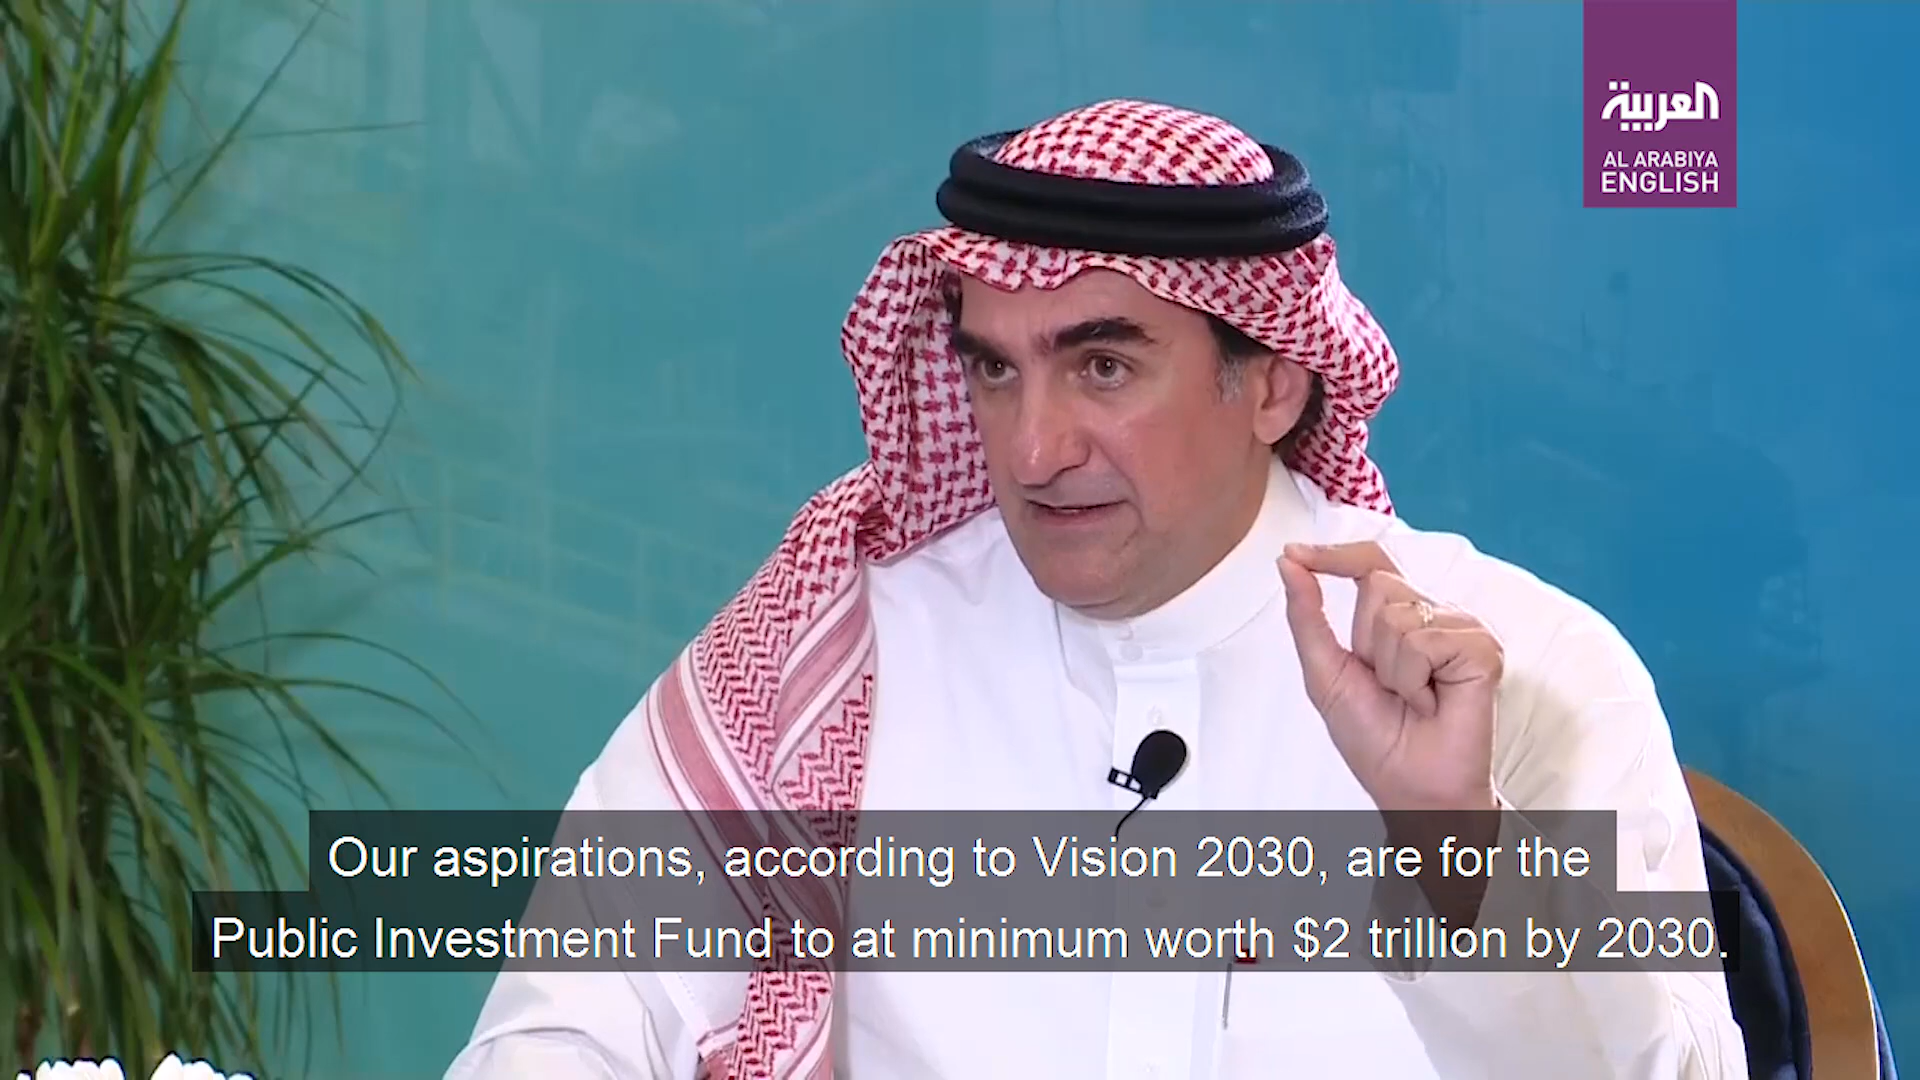 العربية
AL ARABIYA
ENGLISH
Our aspirations, according to Vision 2030, are for the
Public Investment Fund to at minimum worth $2 trillion by 2030.